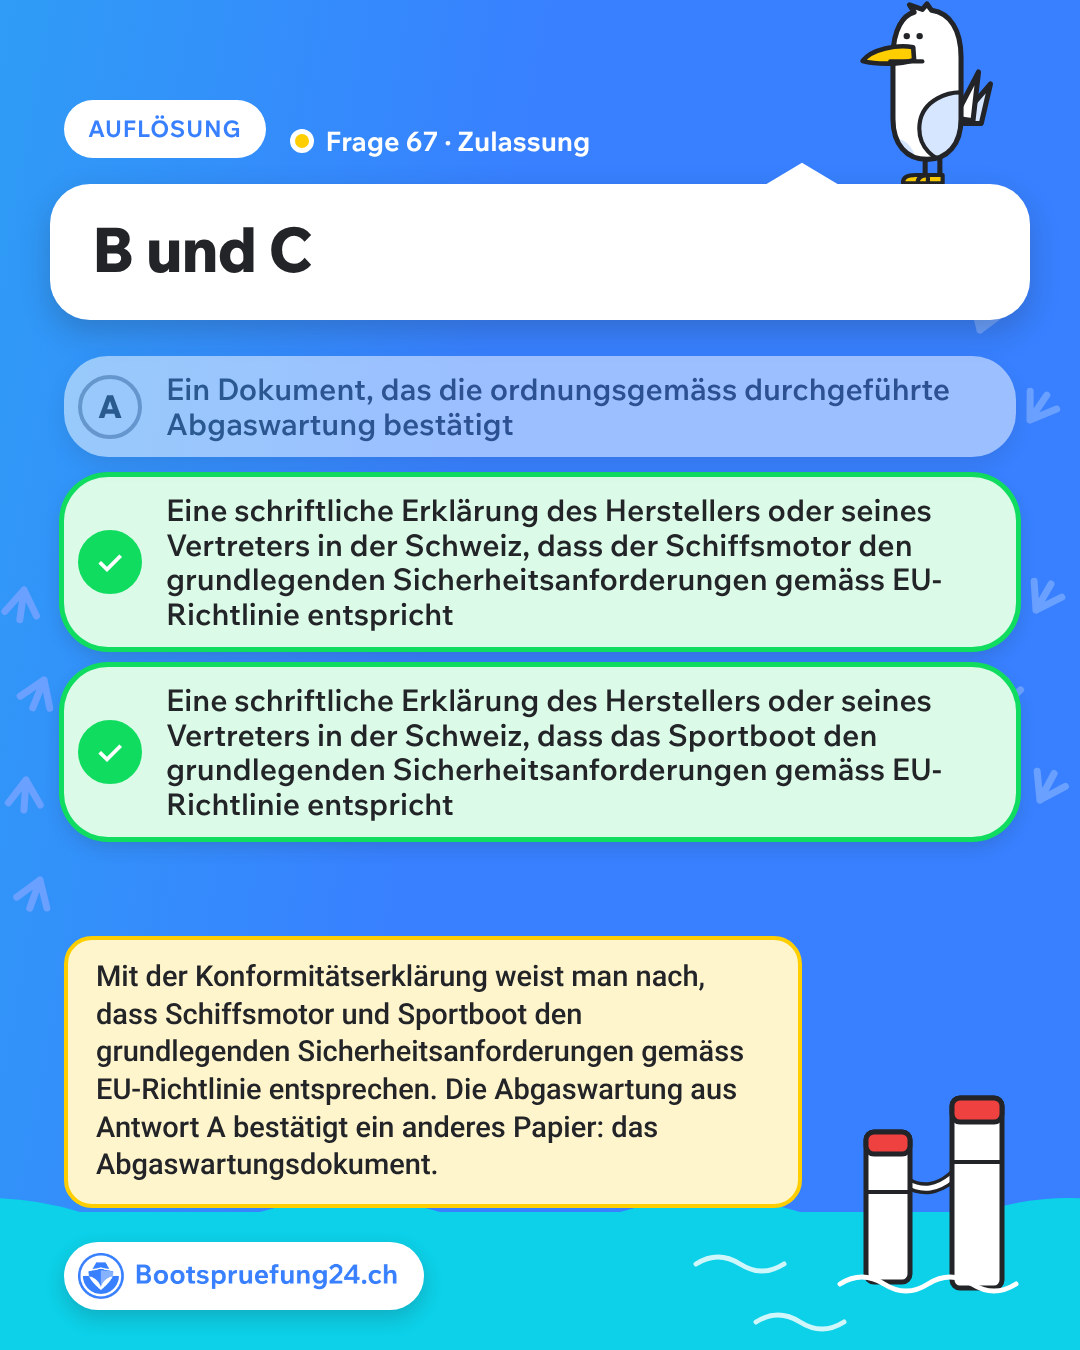 AUFLÖSUNG
Frage 67 · Zulassung
B und C
A
Ein Dokument, das die ordnungsgemäss durchgeführte
Abgaswartung bestätigt
Eine schriftliche Erklärung des Herstellers oder seines
Vertreters in der Schweiz, dass der Schiffsmotor den
grundlegenden Sicherheitsanforderungen gemäss EU-
Richtlinie entspricht
Eine schriftliche Erklärung des Herstellers oder seines
Vertreters in der Schweiz, dass das Sportboot den
grundlegenden Sicherheitsanforderungen gemäss EU-
Richtlinie entspricht
Mit der Konformitätserklärung weist man nach,
dass Schiffsmotor und Sportboot den
grundlegenden Sicherheitsanforderungen gemäss
EU-Richtlinie entsprechen. Die Abgaswartung aus
Antwort A bestätigt ein anderes Papier: das
Abgaswartungsdokument.
Bootspruefung24.ch